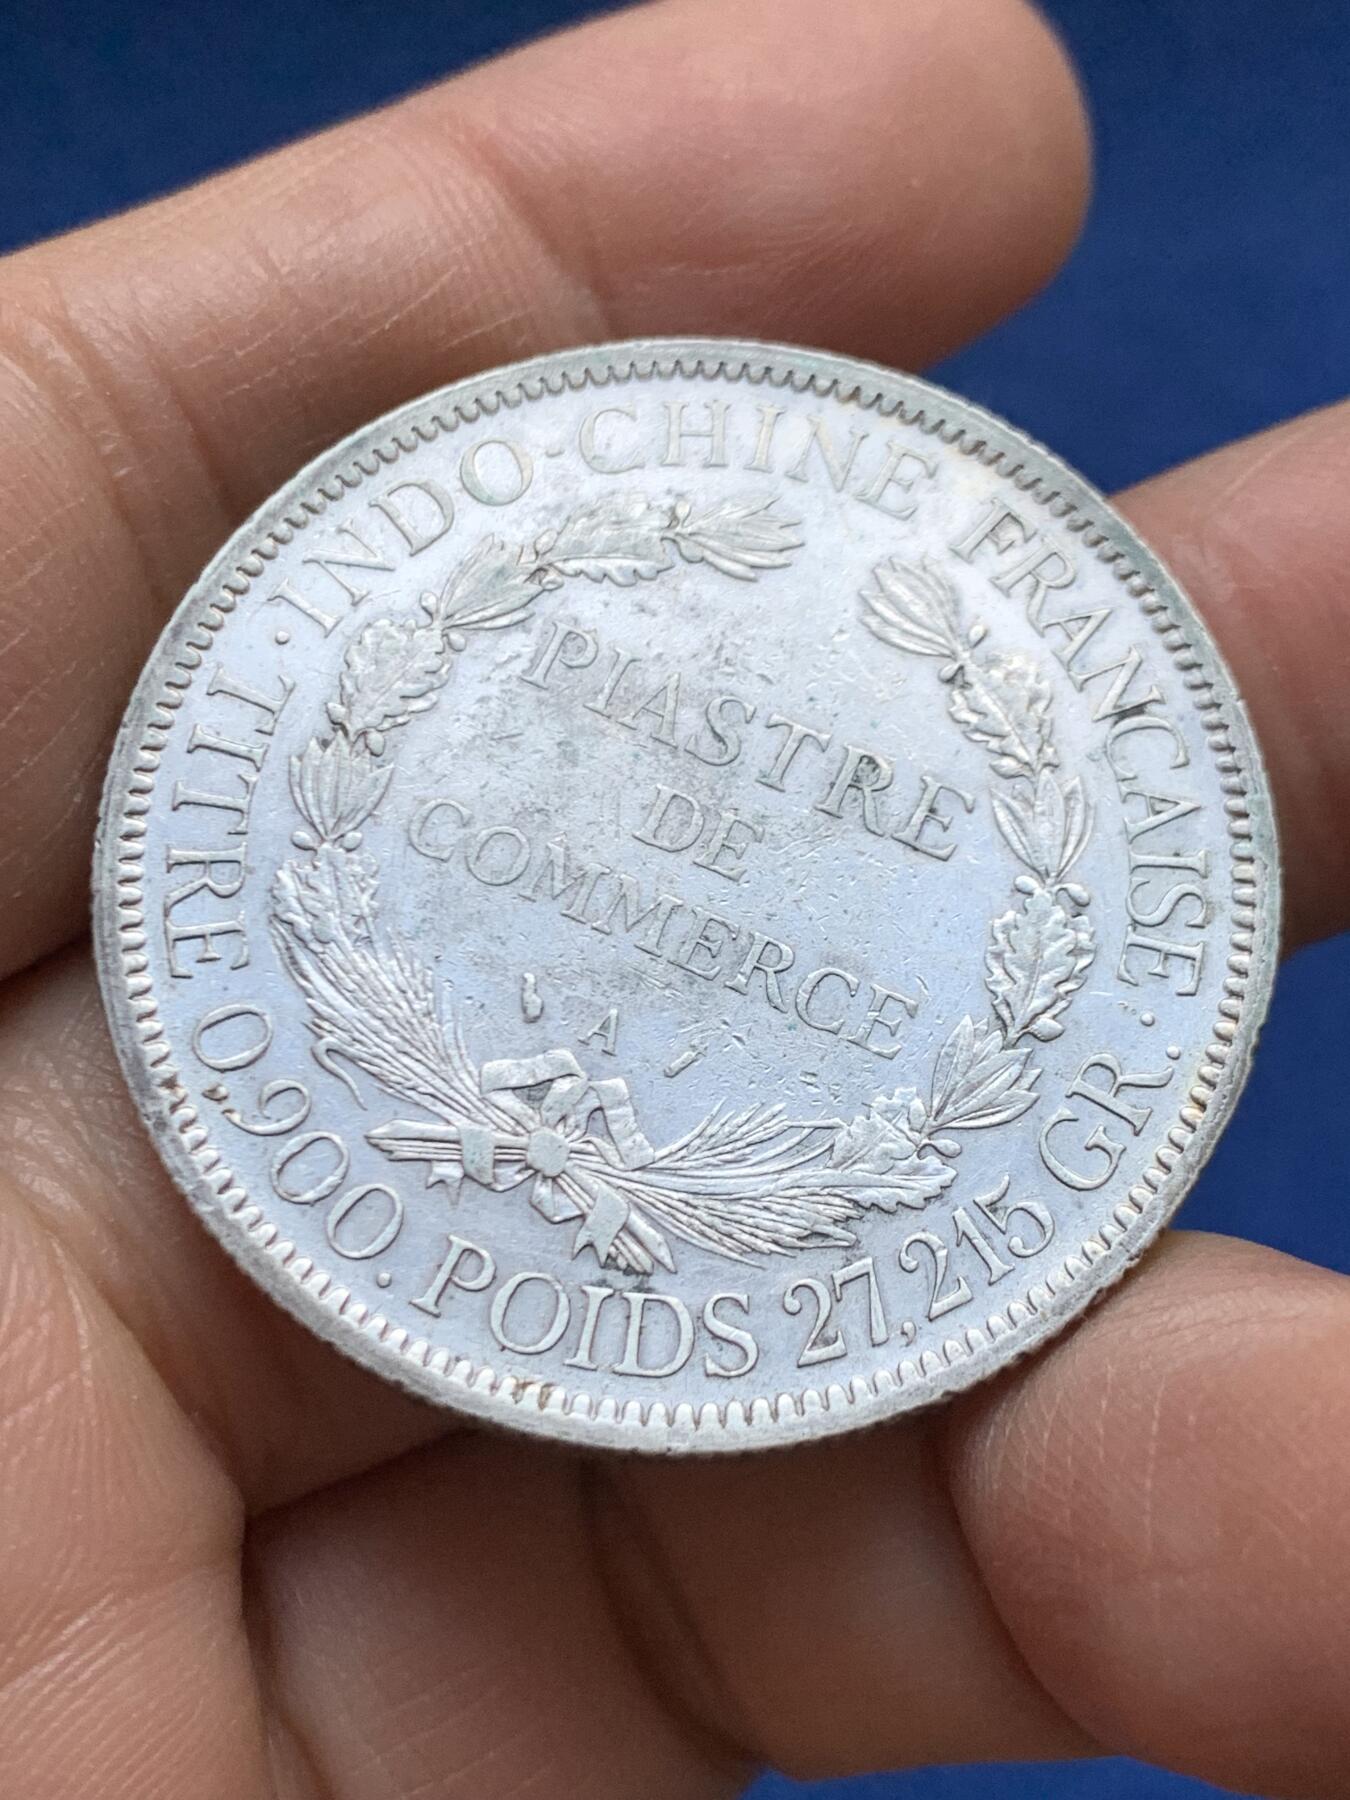 · INDO-CHINE FRANÇAISE ·
TITRE 0,900. POIDS 27,215 GR.
PIASTRE
DE
COMMERCE
A